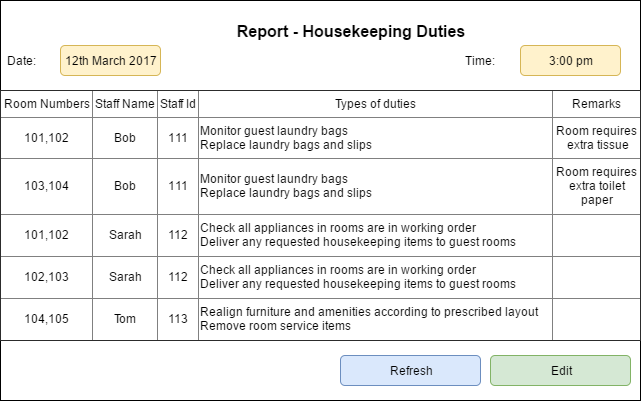 Report - Housekeeping Duties
Date: 12th March 2017 Time: 3:00 pm
Room Numbers Staff Name Staff Id Types of duties Remarks
101,102 Bob 111 Monitor guest laundry bags
Replace laundry bags and slips
Room requires
extra tissue
103,104 Bob 111 Monitor guest laundry bags
Replace laundry bags and slips
Room requires
extra toilet
paper
101,102 Sarah 112 Check all appliances in rooms are in working order
Deliver any requested housekeeping items to guest rooms
102,103 Sarah 112 Check all appliances in rooms are in working order
Deliver any requested housekeeping items to guest rooms
104,105 Tom 113 Realign furniture and amenities according to prescribed layout
Remove room service items
Refresh Edit